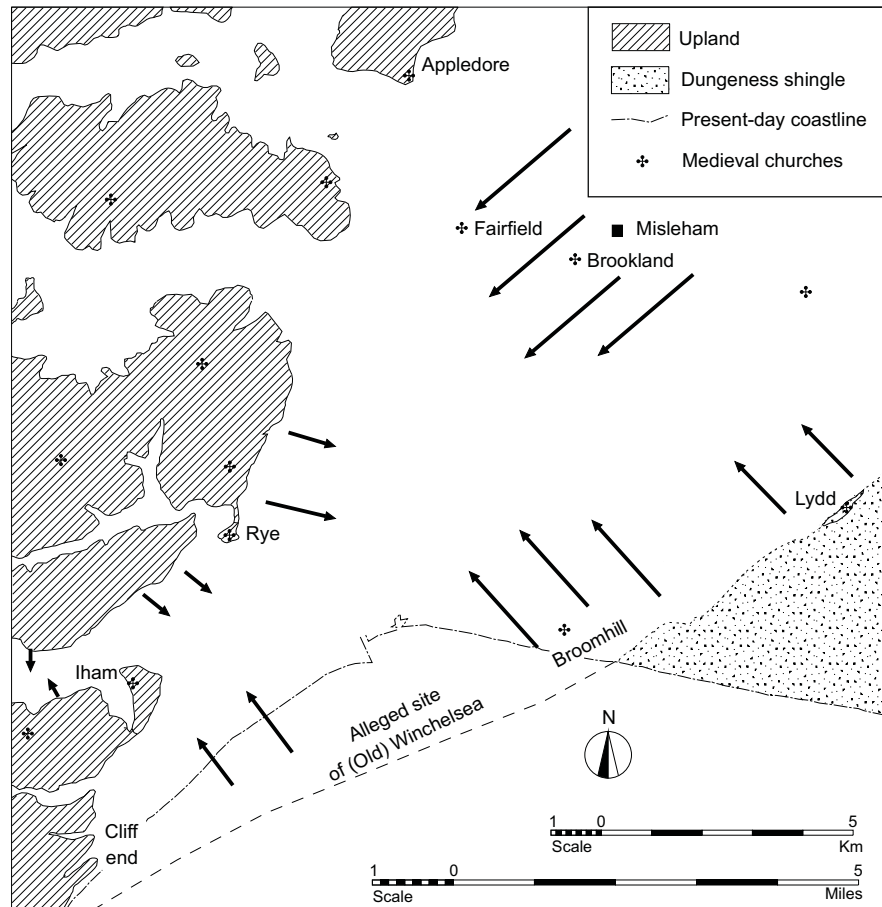 Upland
Appledore
Dungeness shingle
Present-day coastline
Medieval churches
Fairfield
Misleham
Brookland
Lydd
Rye
Broomhill
Iham
Alleged site
of (Old) Winchelsea
N
Cliff
end
1 0 5
Scale Km
1 0 5
Scale Miles